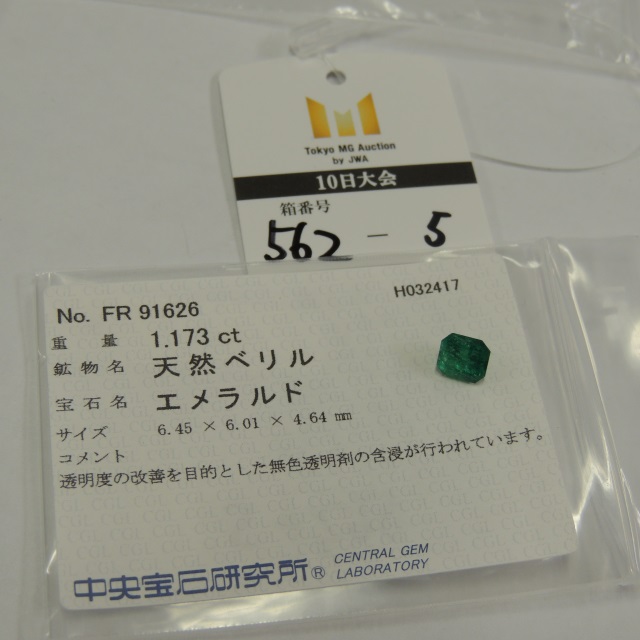 Tokyo MG Auction
by JWA
10日大会
箱番号
562 - 5
No. FR 91626
H032417
重 量 1.173 ct
鉱物名 天然ベリル
宝石名 エメラルド
サイズ 6.45 × 6.01 × 4.64 mm
コメント
透明度の改善を目的とした無色透明剤の含浸が行われています。
中央宝石研究所® CENTRAL GEM
LABORATORY